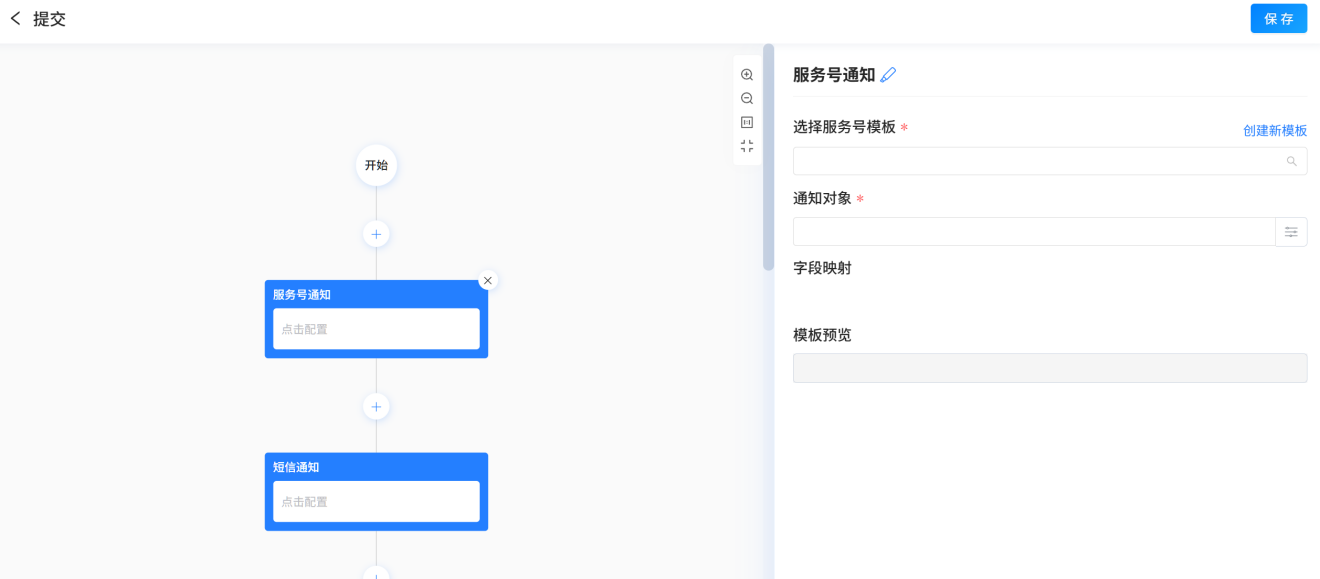 提交
保存
开始
服务号通知
点击配置
短信通知
点击配置
服务号通知
选择服务号模板 *
创建新模板
通知对象 *
字段映射
模板预览